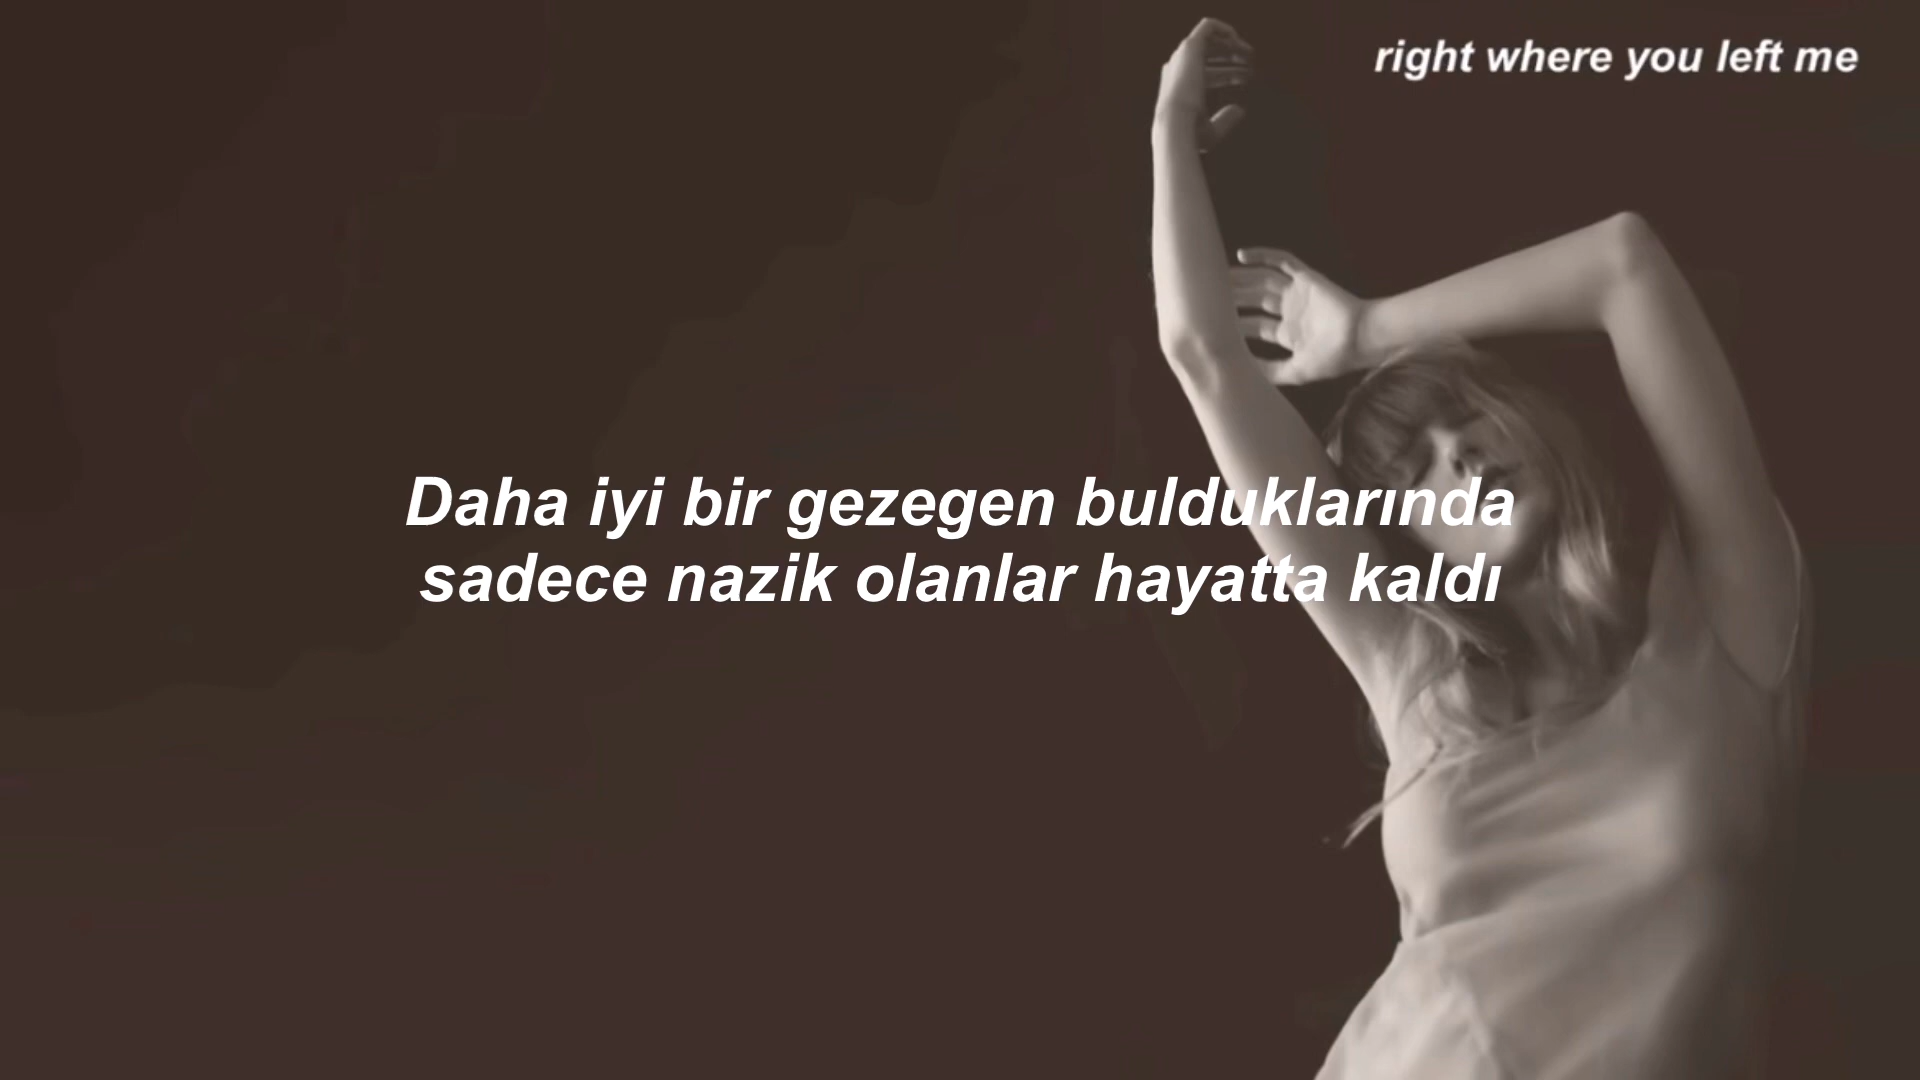 right where you left me
Daha iyi bir gezegen bulduklarında
sadece nazik olanlar hayatta kaldı